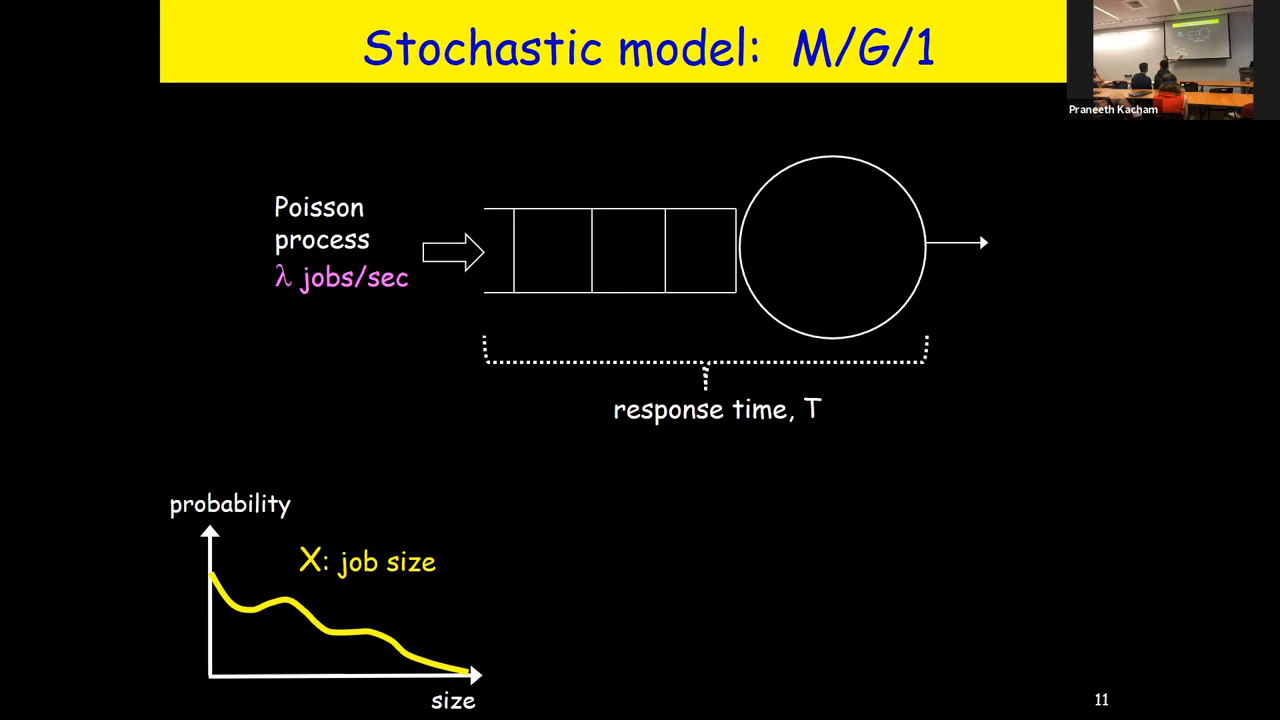 Stochastic model: M/G/1
Praneeth Kacham
Poisson
process
λ jobs/sec
response time, T
probability
X: job size
size
11